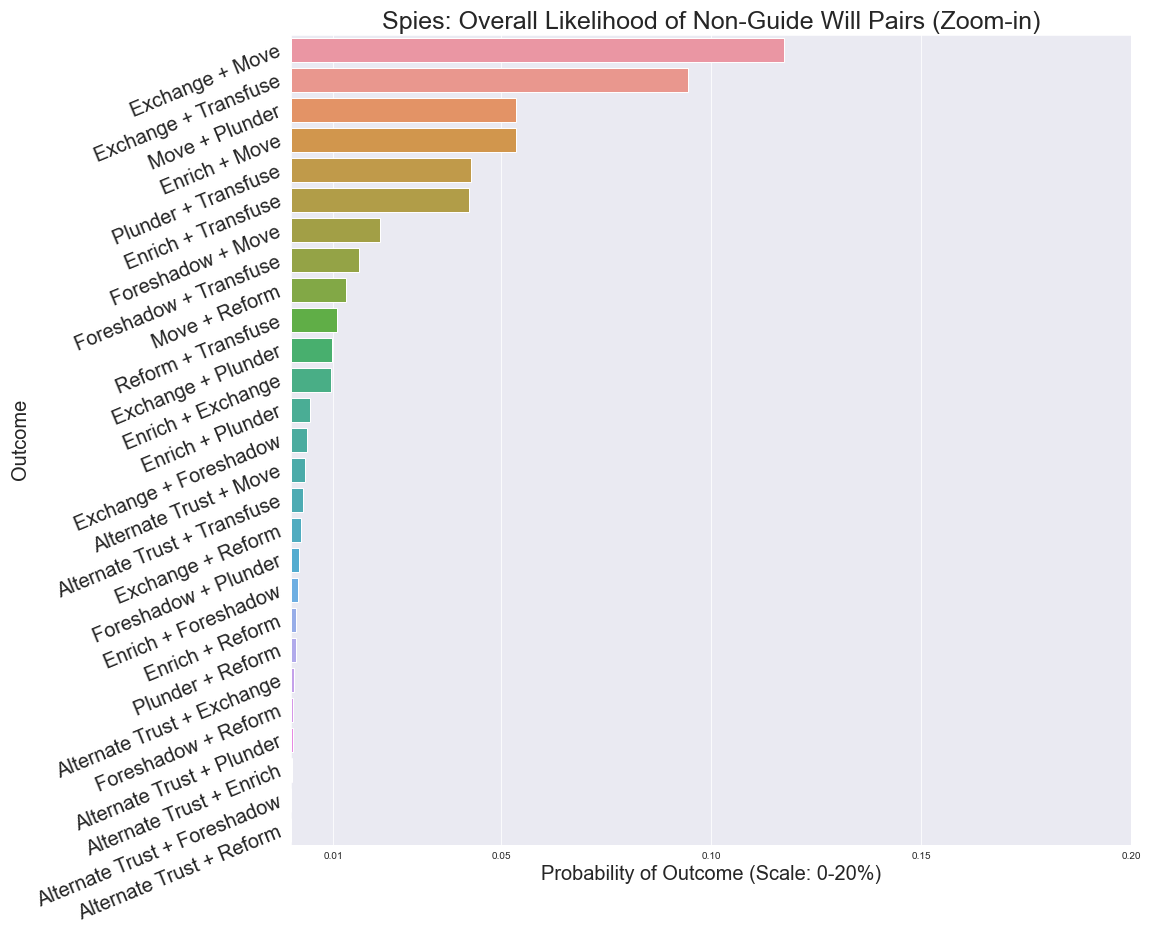 Spies: Overall Likelihood of Non-Guide Will Pairs (Zoom-in)
Exchange + Move
Exchange + Transfuse
Move + Plunder
Enrich + Move
Plunder + Transfuse
Enrich + Transfuse
Foreshadow + Move
Foreshadow + Transfuse
Move + Reform
Reform + Transfuse
Exchange + Plunder
Enrich + Exchange
Enrich + Plunder
Exchange + Foreshadow
Alternate Trust + Move
Alternate Trust + Transfuse
Exchange + Reform
Foreshadow + Plunder
Enrich + Foreshadow
Enrich + Reform
Plunder + Reform
Alternate Trust + Exchange
Foreshadow + Reform
Alternate Trust + Plunder
Alternate Trust + Enrich
Alternate Trust + Foreshadow
Alternate Trust + Reform
Outcome
0.01 0.05 0.10 0.15 0.20
Probability of Outcome (Scale: 0-20%)